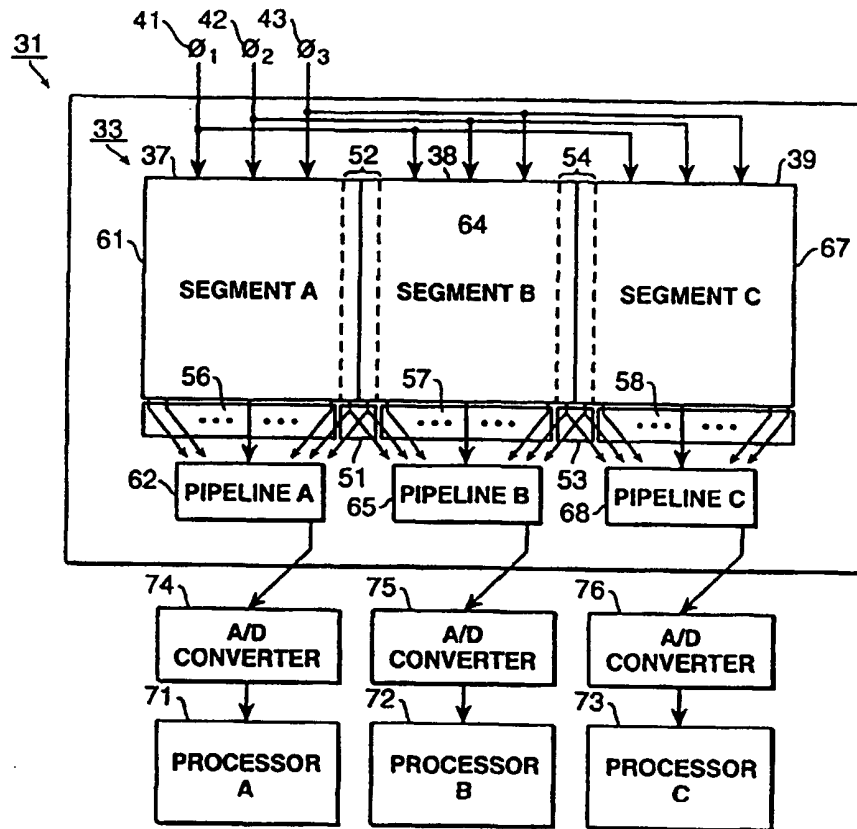 41 42 43
Ø1 Ø2 Ø3
31
33
37 52 38 54 39
61 64 67
SEGMENT A SEGMENT B SEGMENT C
56 57 58
••• ••• ••• ••• ••• •••
62 51 65 53 68
PIPELINE A PIPELINE B PIPELINE C
74 75 76
A/D CONVERTER
A/D CONVERTER
A/D CONVERTER
71 72 73
PROCESSOR A
PROCESSOR B
PROCESSOR C